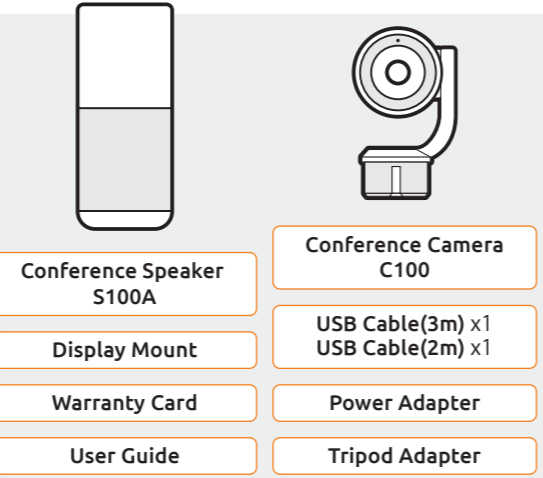 Conference Speaker
S100A
Display Mount
Warranty Card
User Guide
Conference Camera
C100
USB Cable(3m) x1
USB Cable(2m) x1
Power Adapter
Tripod Adapter